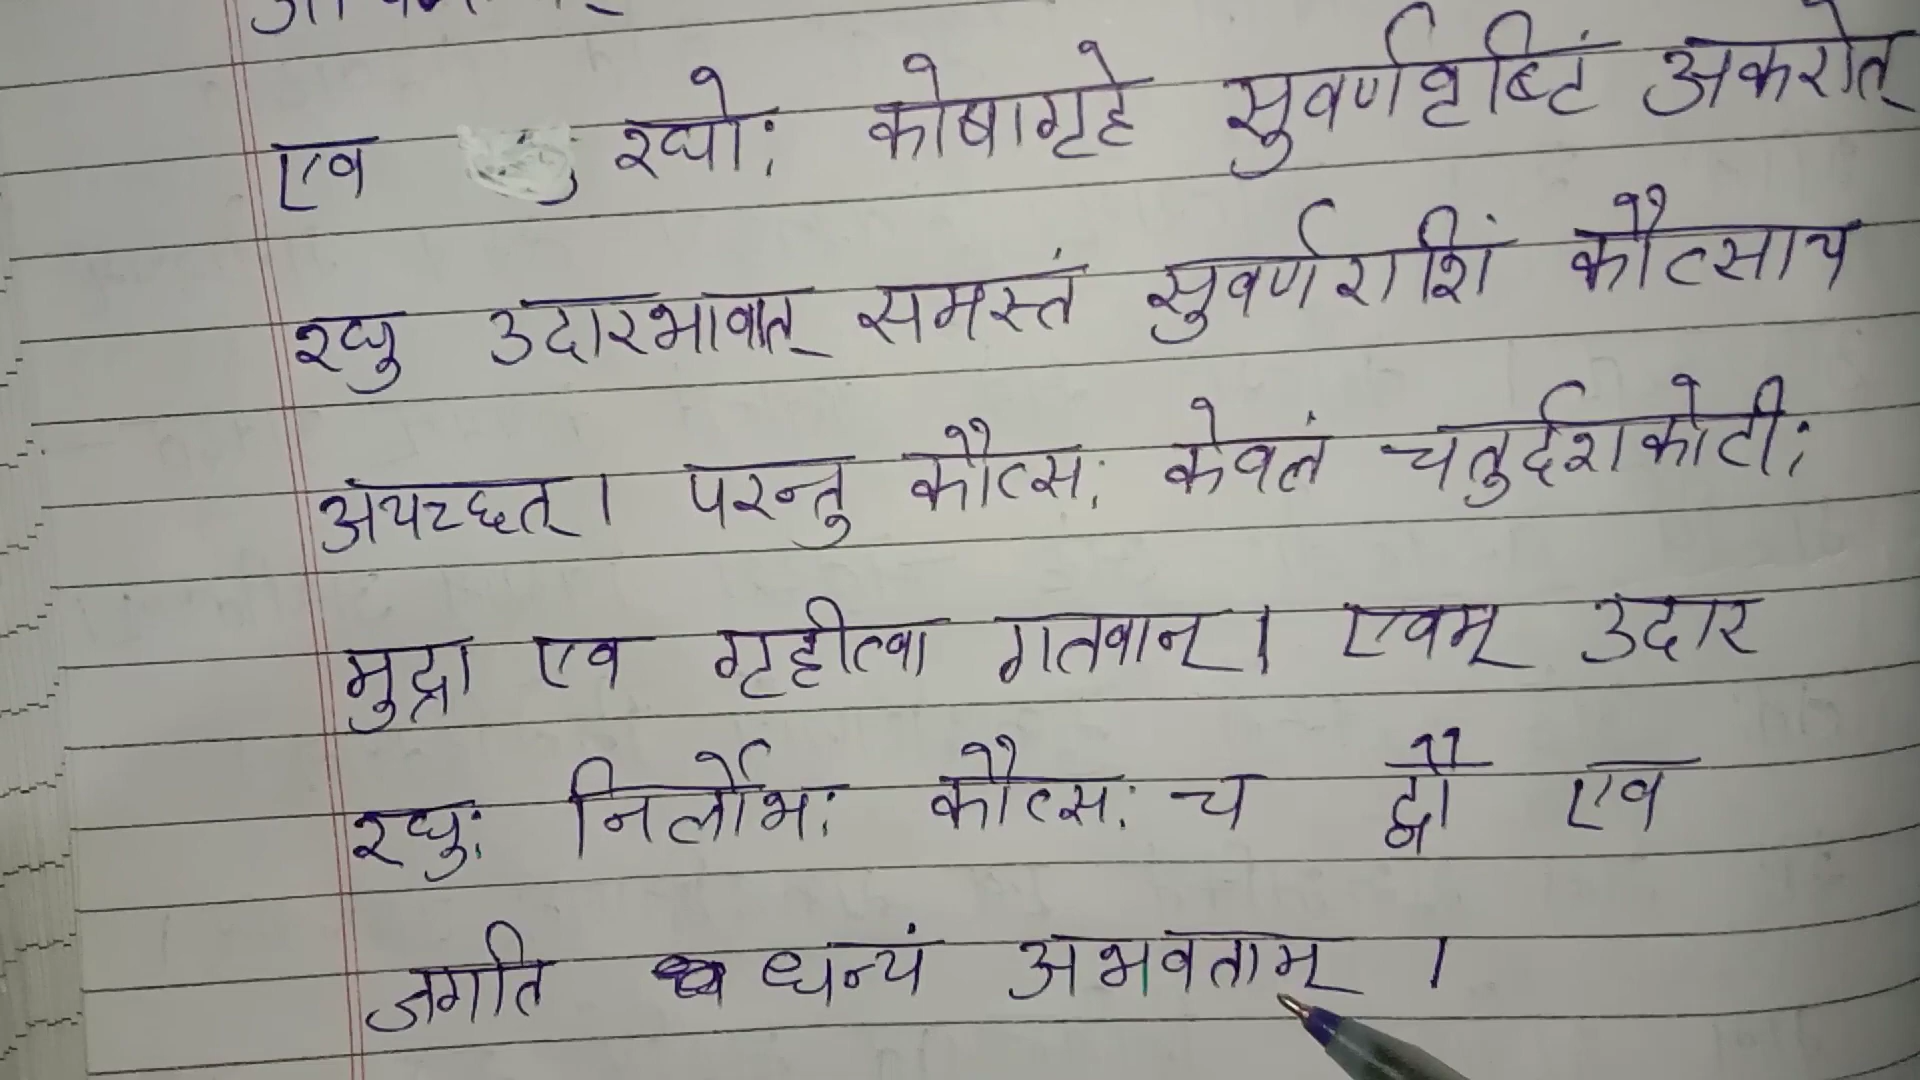 एव रघोः कोषागृहे सुवर्णवृष्टिं अकरोत्
रघु उदारभावात् समस्तं सुवर्णराशिं कौत्साय
अयच्छत् । परन्तु कौत्सः केवलं चतुर्दशकोटीः
मुद्रा एव गृहीत्वा गतवान् । एवम् उदार
रघुः निर्लोभः कौत्सः च द्वौ एव
जगति धन्यं अभवताम् ।